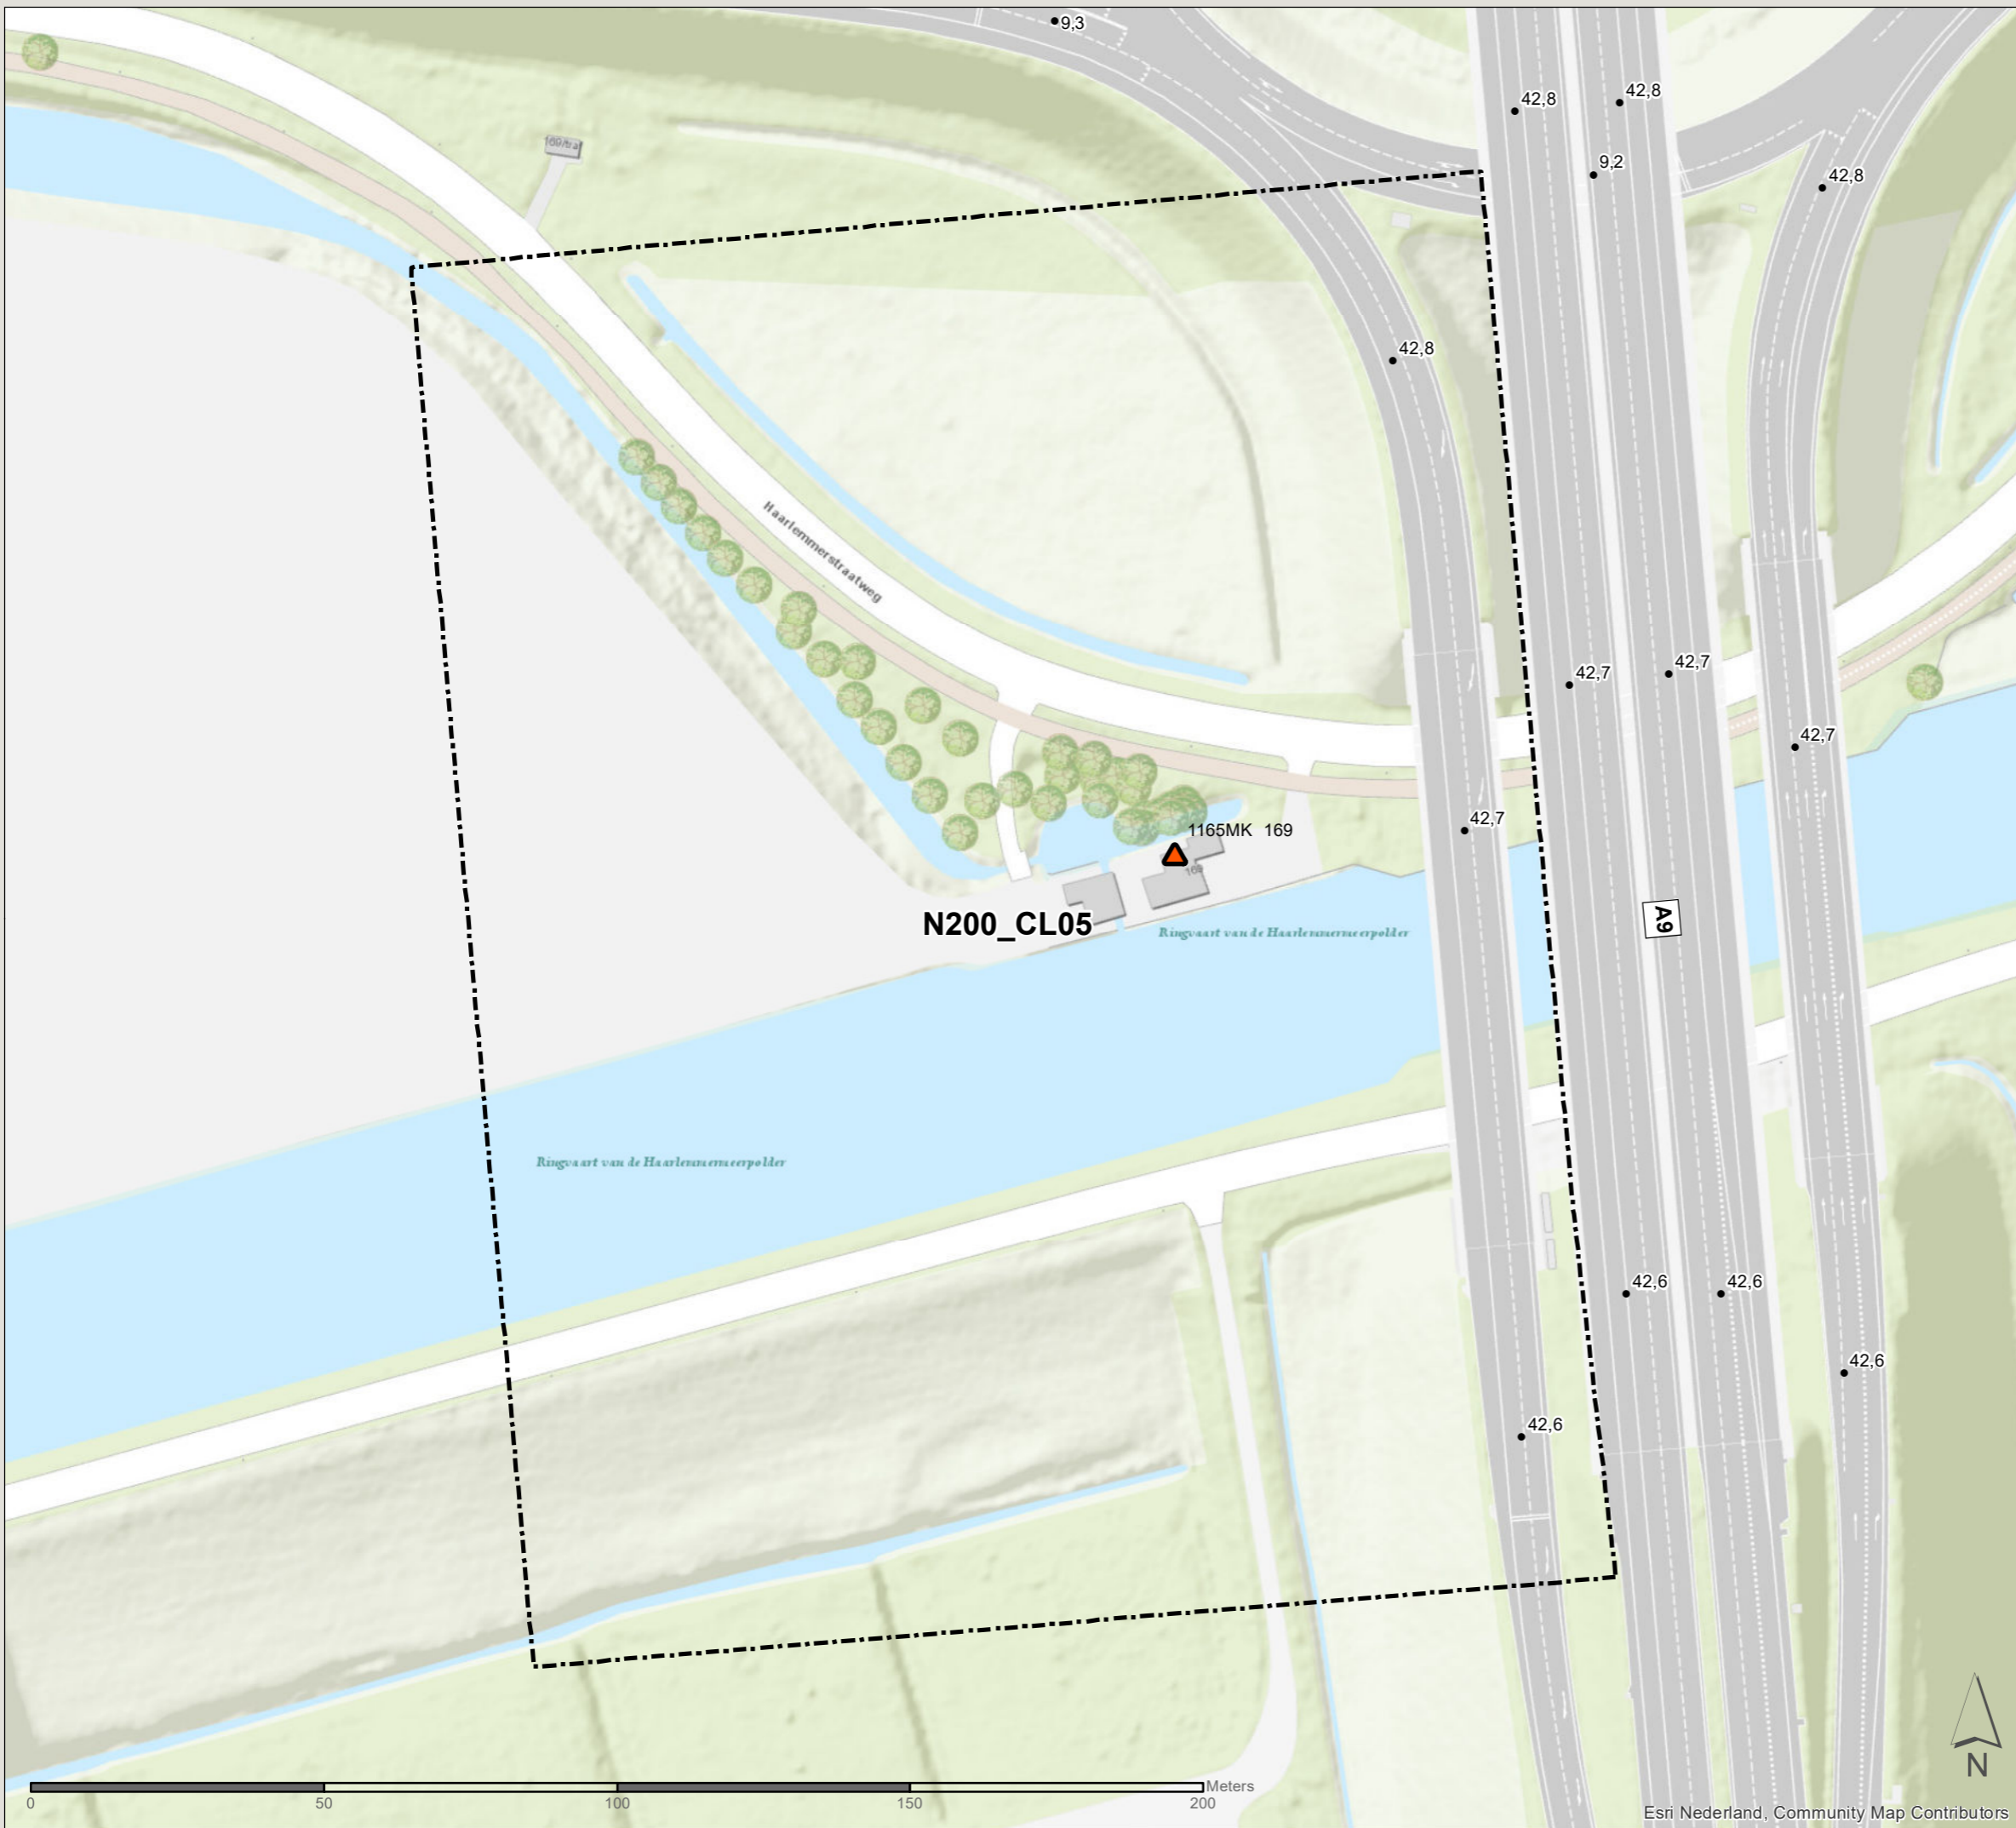 9,3
42,8
42,8
169/tra
9,2
42,8
42,8
Haarlemmerstraatweg
42,7
42,7
42,7
42,7
1165MK 169
169
N200_CL05
A9
Ringvaart van de Haarlemmermeerpolder
Ringvaart van de Haarlemmermeerpolder
42,6
42,6
42,6
42,6
N
Meters
0 50 100 150 200
Esri Nederland, Community Map Contributors